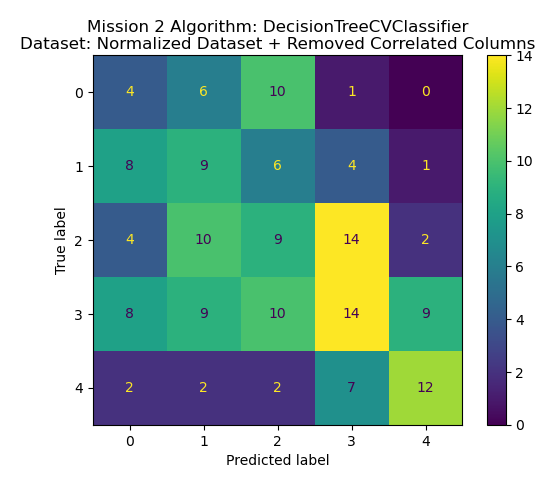 Mission 2 Algorithm: DecisionTreeCVClassifier
Dataset: Normalized Dataset + Removed Correlated Columns
14
0 4 6 10 1 0
12
10
1 8 9 6 4 1
8
True label
2 4 10 9 14 2
6
3 8 9 10 14 9
4
2
4 2 2 2 7 12
0
0 1 2 3 4
Predicted label